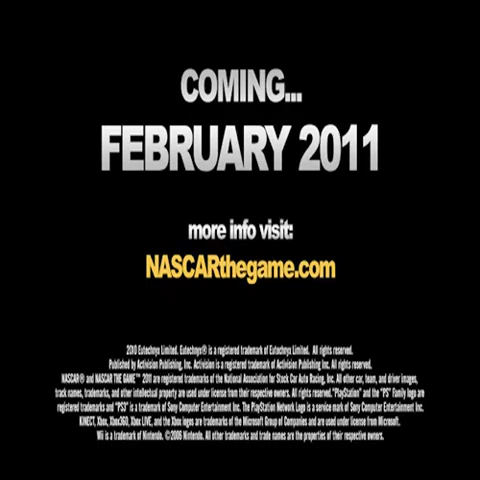 COMING...
FEBRUARY 2011
more info visit:
NASCARthegame.com
2010 Eutechnyx Limited. Eutechnyx® is a registered trademark of Eutechnyx Limited. All rights reserved.
Published by Activision Publishing, Inc. Activision is a registered trademark of Activision Publishing Inc. All rights reserved.
NASCAR® and NASCAR THE GAME™ 2011 are registered trademarks of the National Association for Stock Car Auto Racing, Inc. All other car, team, and driver images,
track names, trademarks, and other intellectual property are used under license from their respective owners. All rights reserved. "PlayStation" and the "PS" Family logo are
registered trademarks and "PS3" is a trademark of Sony Computer Entertainment Inc. The PlayStation Network Logo is a service mark of Sony Computer Entertainment Inc.
KINECT, Xbox, Xbox360, Xbox LIVE, and the Xbox logos are trademarks of the Microsoft Group of Companies and are used under license from Microsoft.
Wii is a trademark of Nintendo. ©2006 Nintendo. All other trademarks and trade names are the properties of their respective owners.